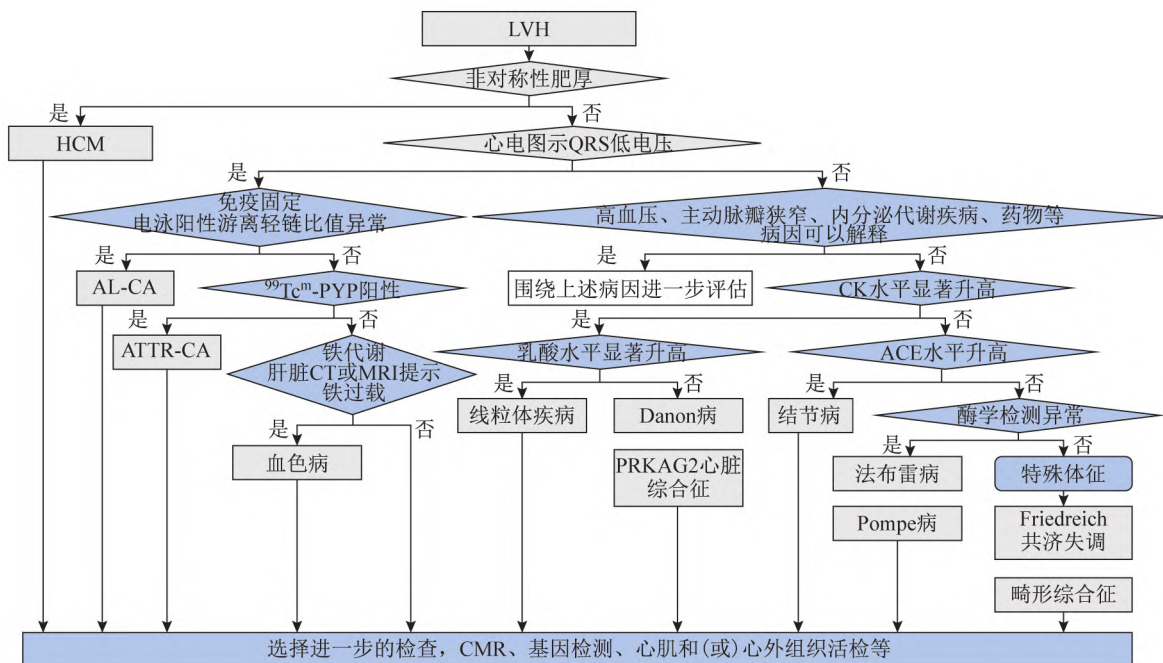 LVH
非对称性肥厚
是
否
HCM
心电图示QRS低电压
是
否
免疫固定
电泳阳性游离轻链比值异常
高血压、主动脉瓣狭窄、内分泌代谢疾病、药物等
病因可以解释
是
否
是
否
AL-CA
⁹⁹Tcᵐ-PYP阳性
围绕上述病因进一步评估
CK水平显著升高
是
否
是
否
ATTR-CA
铁代谢
肝脏CT或MRI提示
铁过载
乳酸水平显著升高
ACE水平升高
是
否
是
否
线粒体疾病
Danon病
结节病
酶学检测异常
是
否
是
否
血色病
PRKAG2心脏
综合征
法布雷病
特殊体征
Pompe病
Friedreich
共济失调
畸形综合征
选择进一步的检查，CMR、基因检测、心肌和(或)心外组织活检等